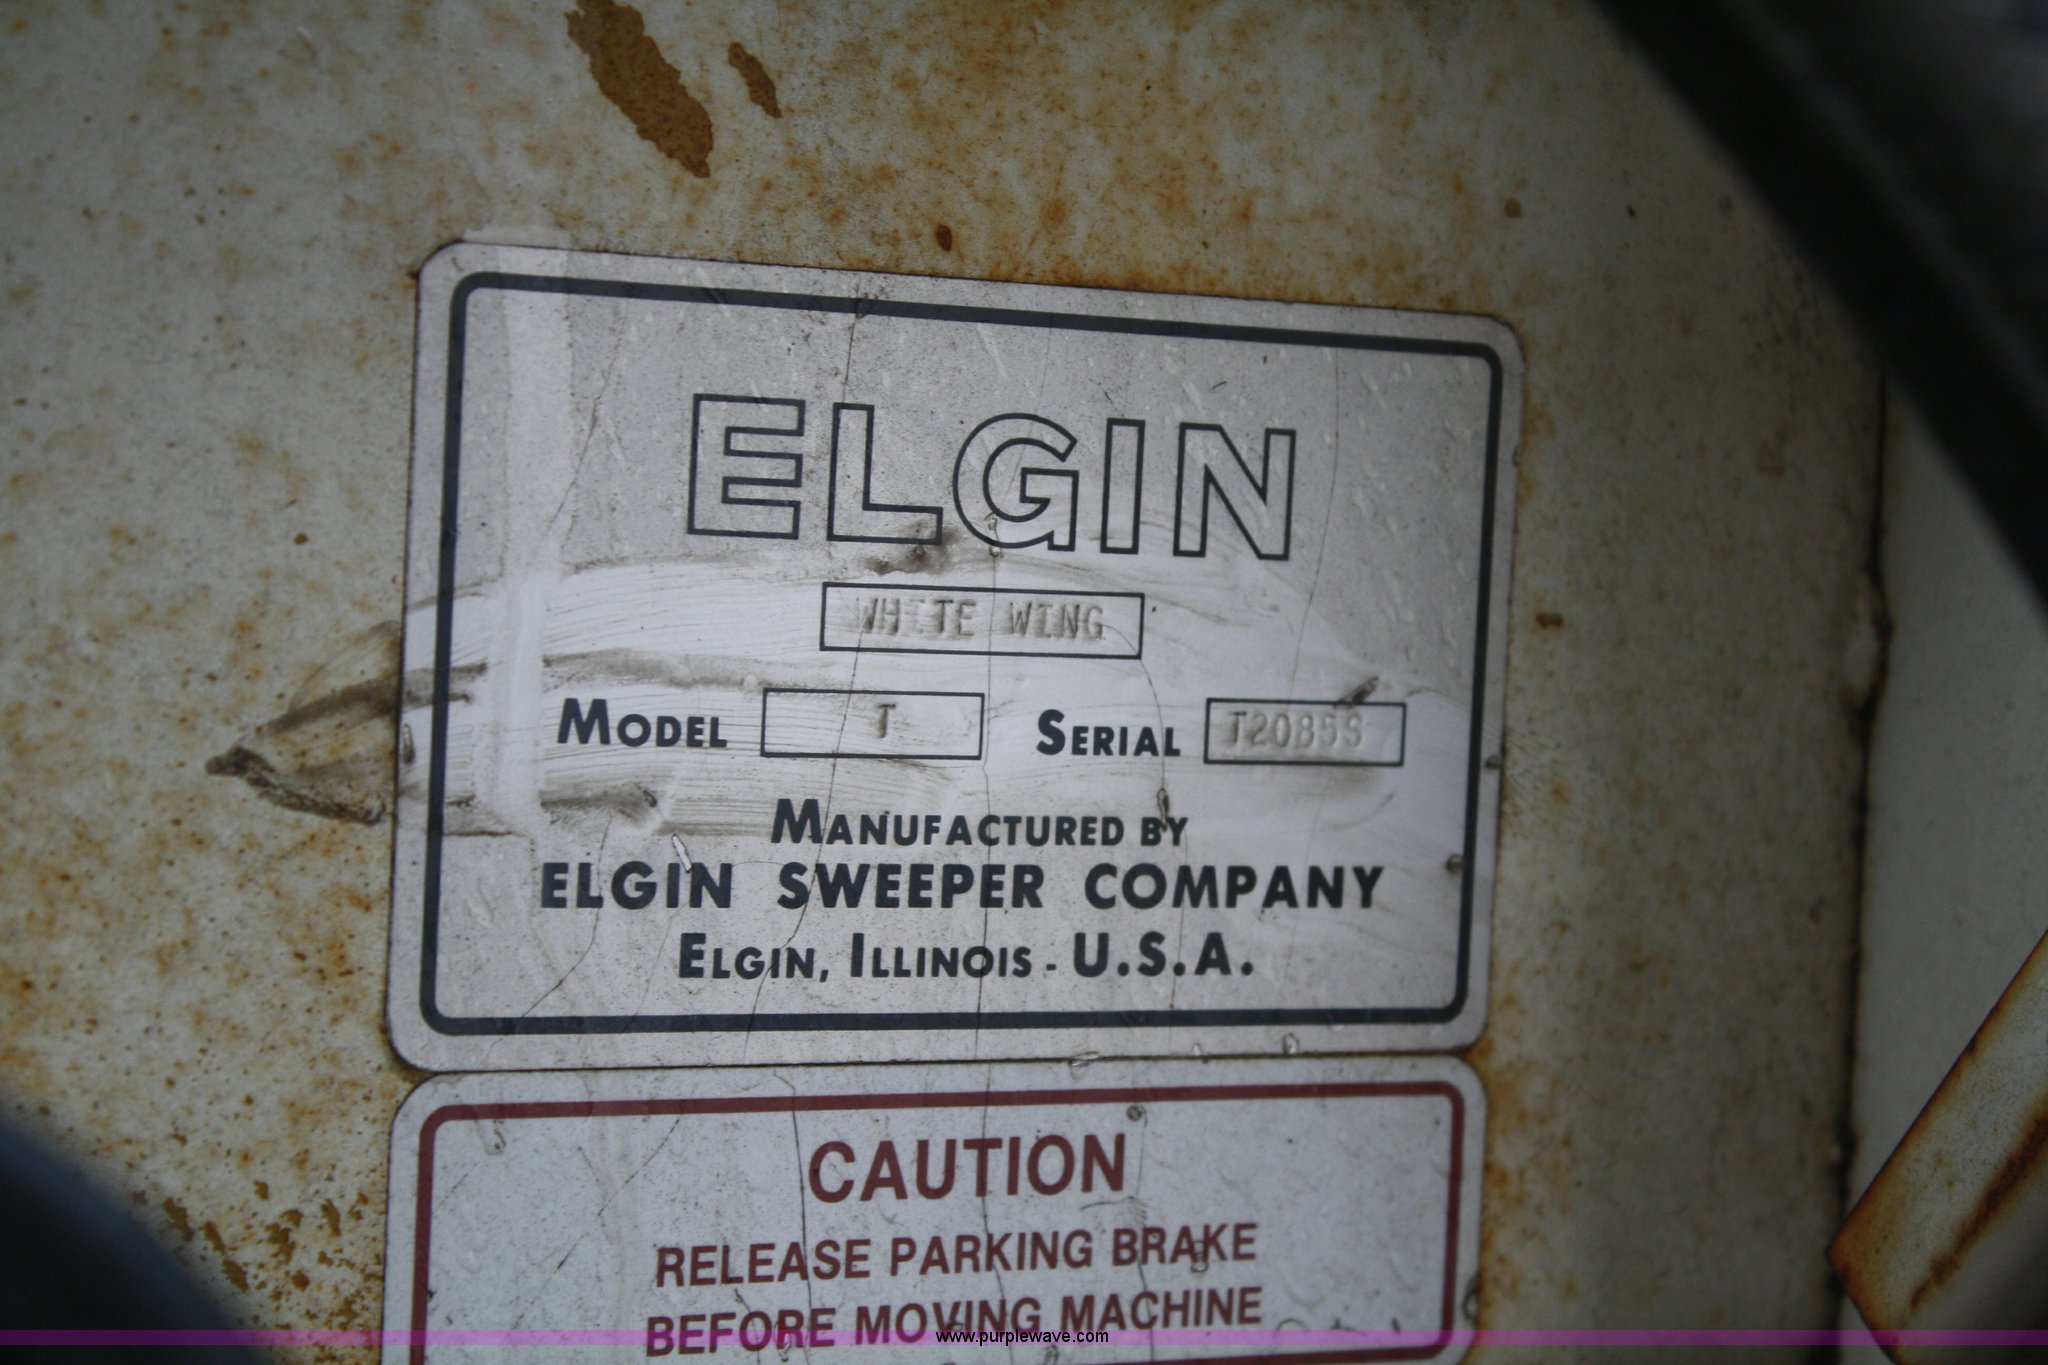 ELGIN
WHITE WING
MODEL T SERIAL T2085S
MANUFACTURED BY
ELGIN SWEEPER COMPANY
ELGIN, ILLINOIS - U.S.A.
CAUTION
RELEASE PARKING BRAKE
BEFORE MOVING MACHINE
www.purplewave.com